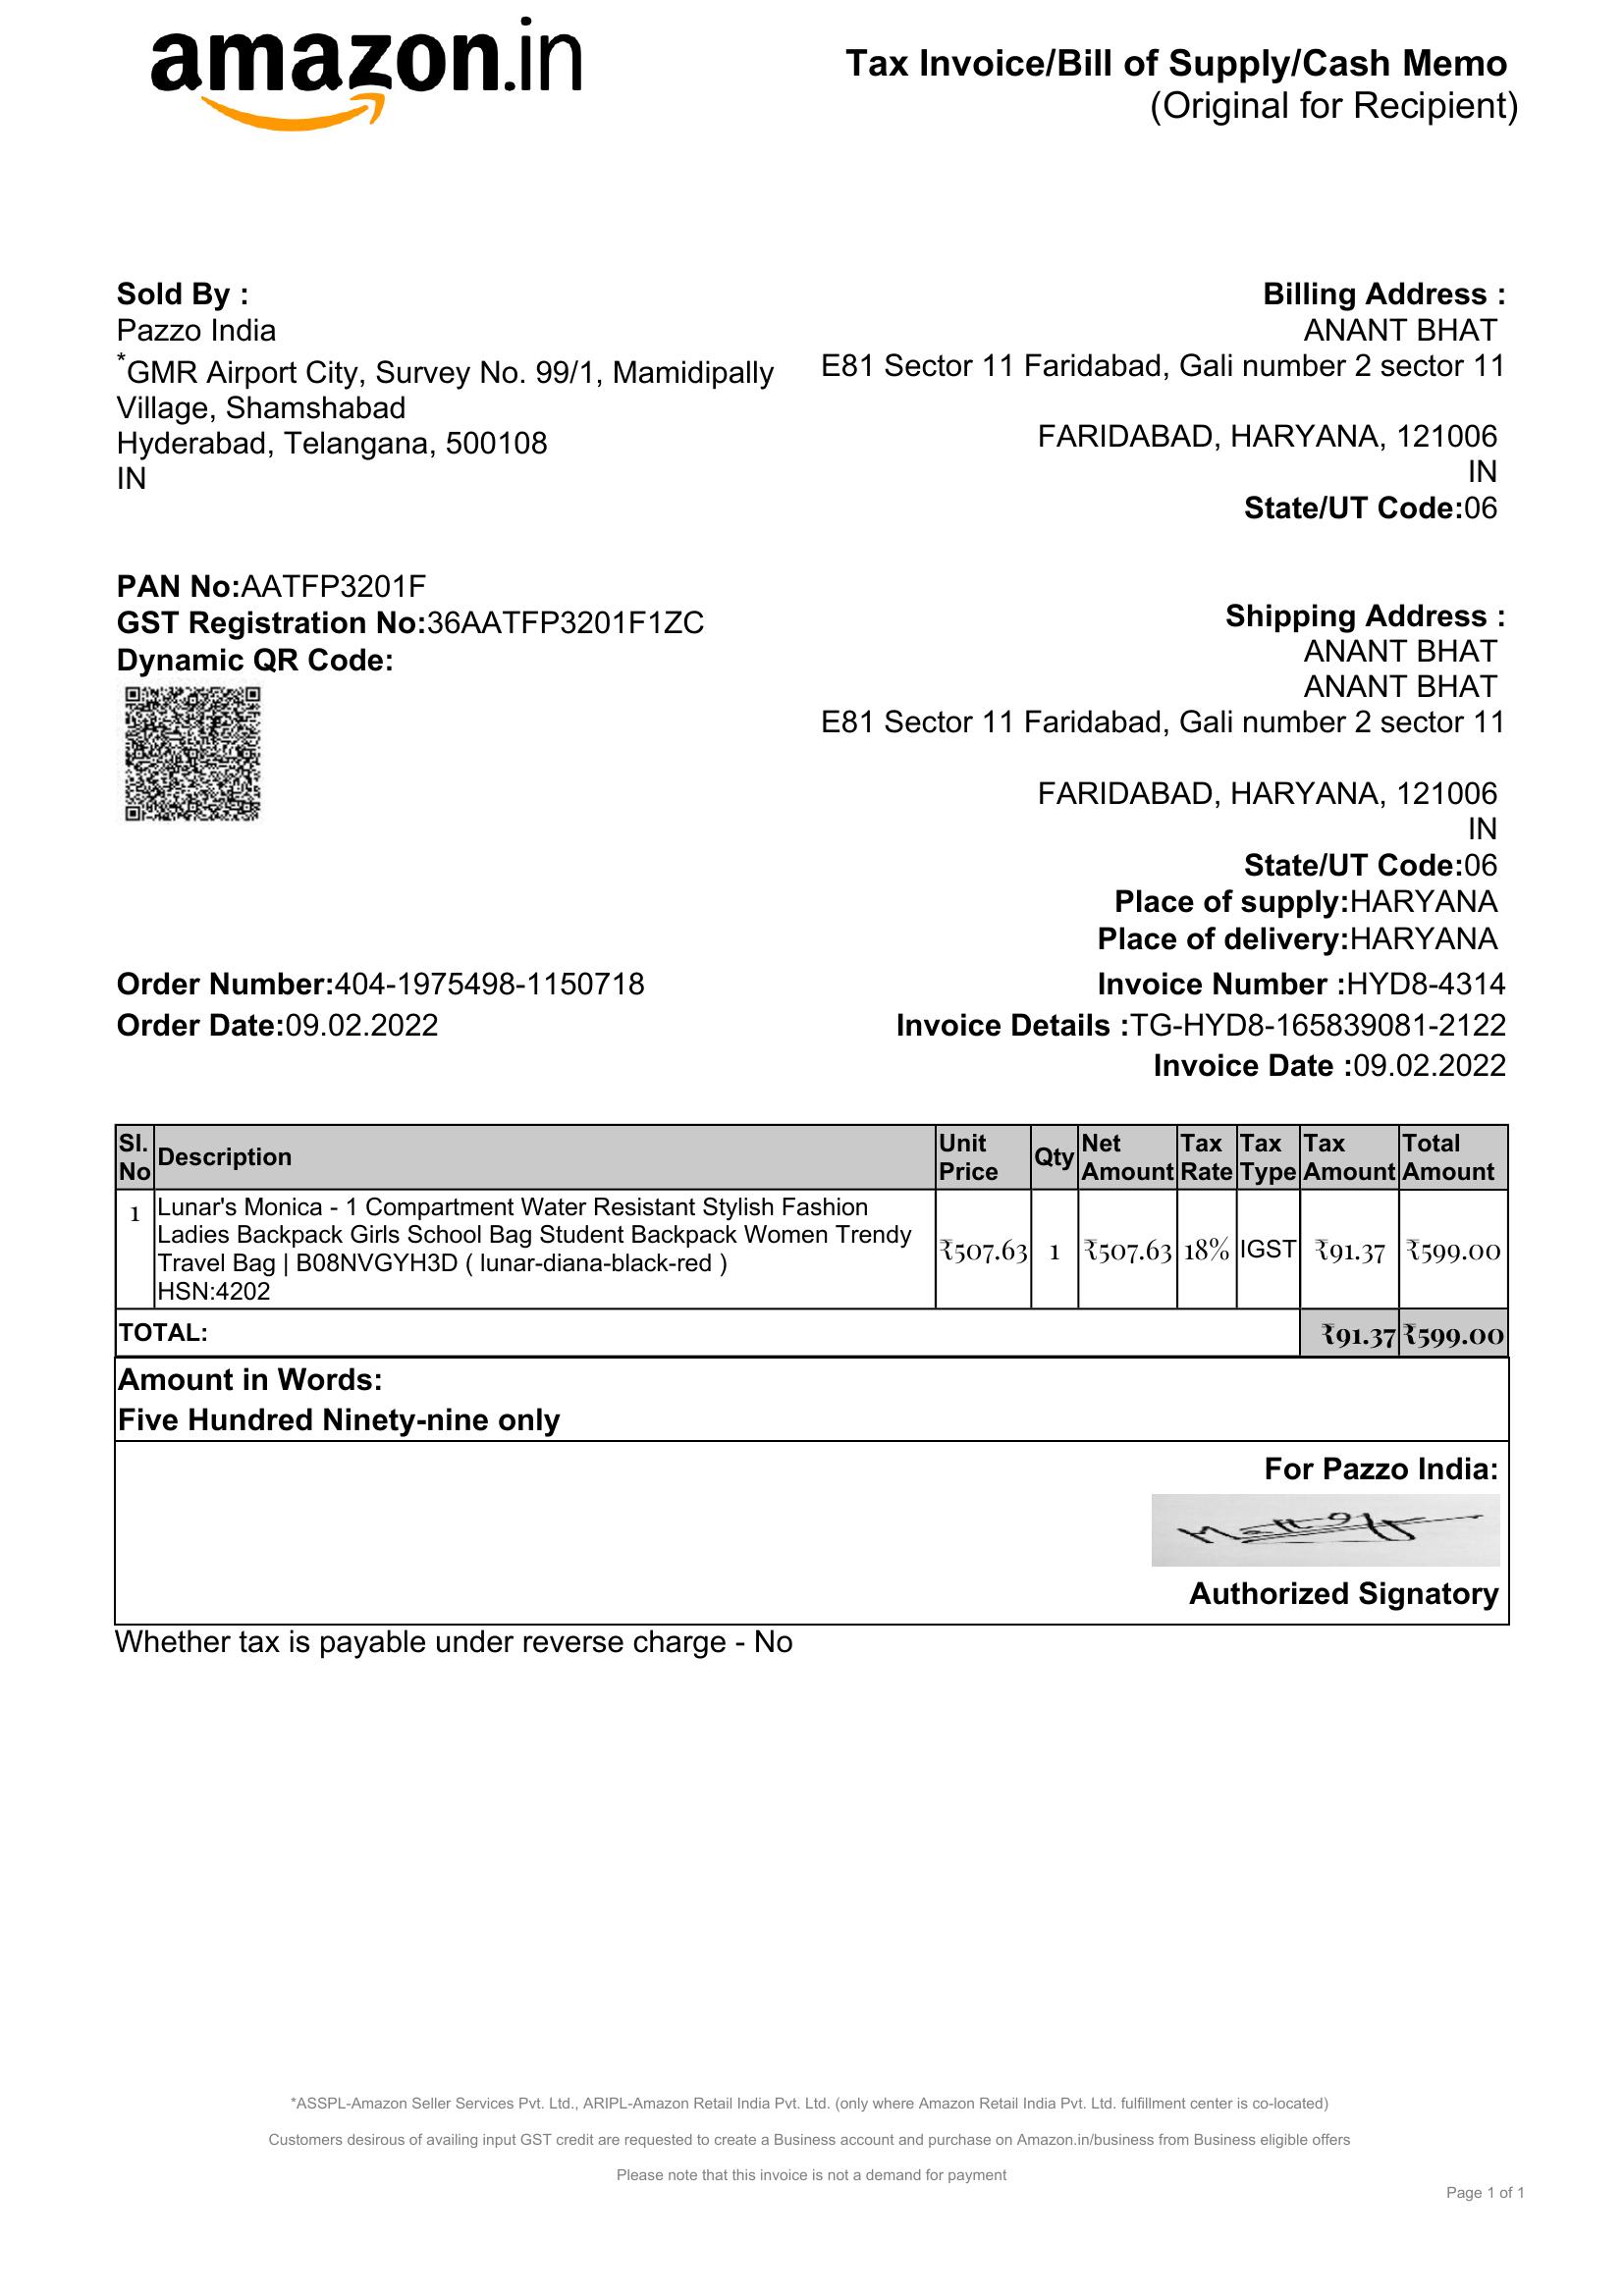 amazon.in
Tax Invoice/Bill of Supply/Cash Memo
(Original for Recipient)
Sold By :
Pazzo India
*GMR Airport City, Survey No. 99/1, Mamidipally
Village, Shamshabad
Hyderabad, Telangana, 500108
IN
PAN No:AATFP3201F
GST Registration No:36AATFP3201F1ZC
Dynamic QR Code:
Billing Address :
ANANT BHAT
E81 Sector 11 Faridabad, Gali number 2 sector 11
FARIDABAD, HARYANA, 121006
IN
State/UT Code:06
Shipping Address :
ANANT BHAT
ANANT BHAT
E81 Sector 11 Faridabad, Gali number 2 sector 11
FARIDABAD, HARYANA, 121006
IN
State/UT Code:06
Place of supply:HARYANA
Place of delivery:HARYANA
Order Number:404-1975498-1150718
Order Date:09.02.2022
Invoice Number :HYD8-4314
Invoice Details :TG-HYD8-165839081-2122
Invoice Date :09.02.2022
Sl. No Description Unit Price Qty Net Amount Tax Rate Tax Type Tax Amount Total Amount
1 Lunar's Monica - 1 Compartment Water Resistant Stylish Fashion
Ladies Backpack Girls School Bag Student Backpack Women Trendy
Travel Bag | B08NVGYH3D ( lunar-diana-black-red )
HSN:4202
₹507.63 1 ₹507.63 18% IGST ₹91.37 ₹599.00
TOTAL: ₹91.37 ₹599.00
Amount in Words:
Five Hundred Ninety-nine only
For Pazzo India:
Authorized Signatory
Whether tax is payable under reverse charge - No
*ASSPL-Amazon Seller Services Pvt. Ltd., ARIPL-Amazon Retail India Pvt. Ltd. (only where Amazon Retail India Pvt. Ltd. fulfillment center is co-located)
Customers desirous of availing input GST credit are requested to create a Business account and purchase on Amazon.in/business from Business eligible offers
Please note that this invoice is not a demand for payment
Page 1 of 1